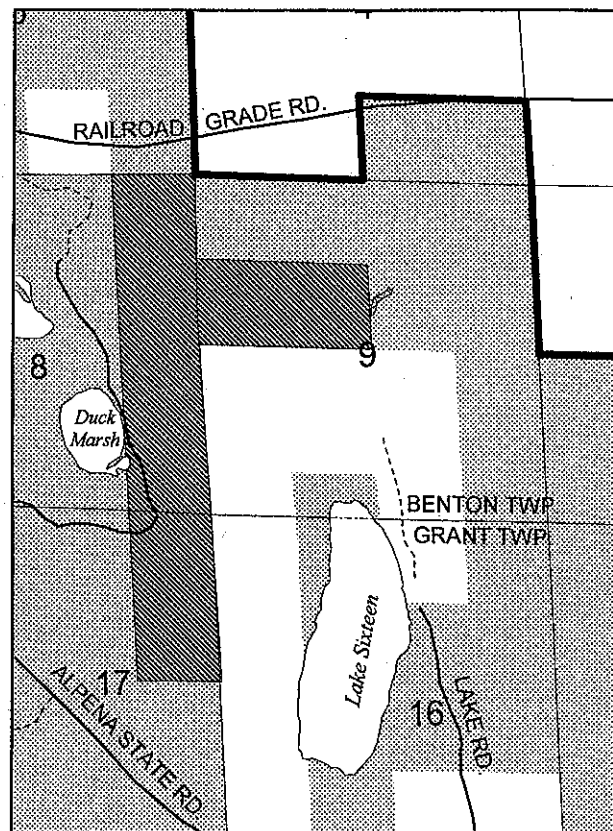 RAILROAD GRADE RD.
8
9
Duck
Marsh
BENTON TWP
GRANT TWP
Lake Sixteen
17
16
LAKE RD.
ALPENA STATE RD.